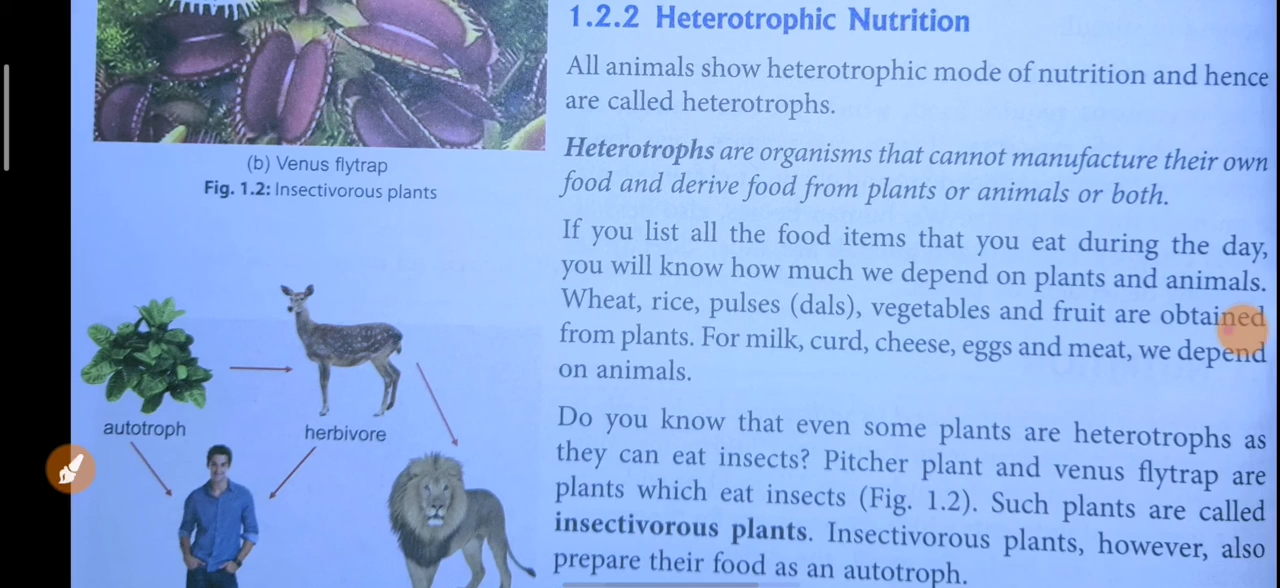 (b) Venus flytrap
Fig. 1.2: Insectivorous plants
autotroph
herbivore
1.2.2 Heterotrophic Nutrition
All animals show heterotrophic mode of nutrition and hence
are called heterotrophs.
Heterotrophs are organisms that cannot manufacture their own
food and derive food from plants or animals or both.
If you list all the food items that you eat during the day,
you will know how much we depend on plants and animals.
Wheat, rice, pulses (dals), vegetables and fruit are obtained
from plants. For milk, curd, cheese, eggs and meat, we depend
on animals.
Do you know that even some plants are heterotrophs as
they can eat insects? Pitcher plant and venus flytrap are
plants which eat insects (Fig. 1.2). Such plants are called
insectivorous plants. Insectivorous plants, however, also
prepare their food as an autotroph.